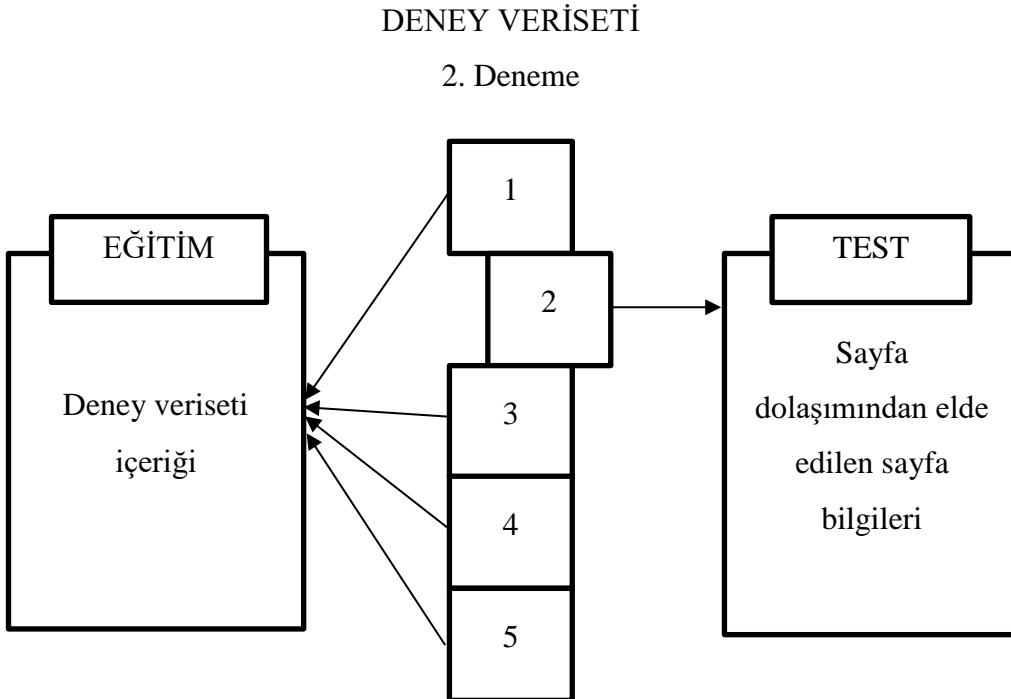 DENEY VERİSETİ
2. Deneme
EĞİTİM
Deney veriseti
içeriği
1
2
3
4
5
TEST
Sayfa
dolaşımından elde
edilen sayfa
bilgileri